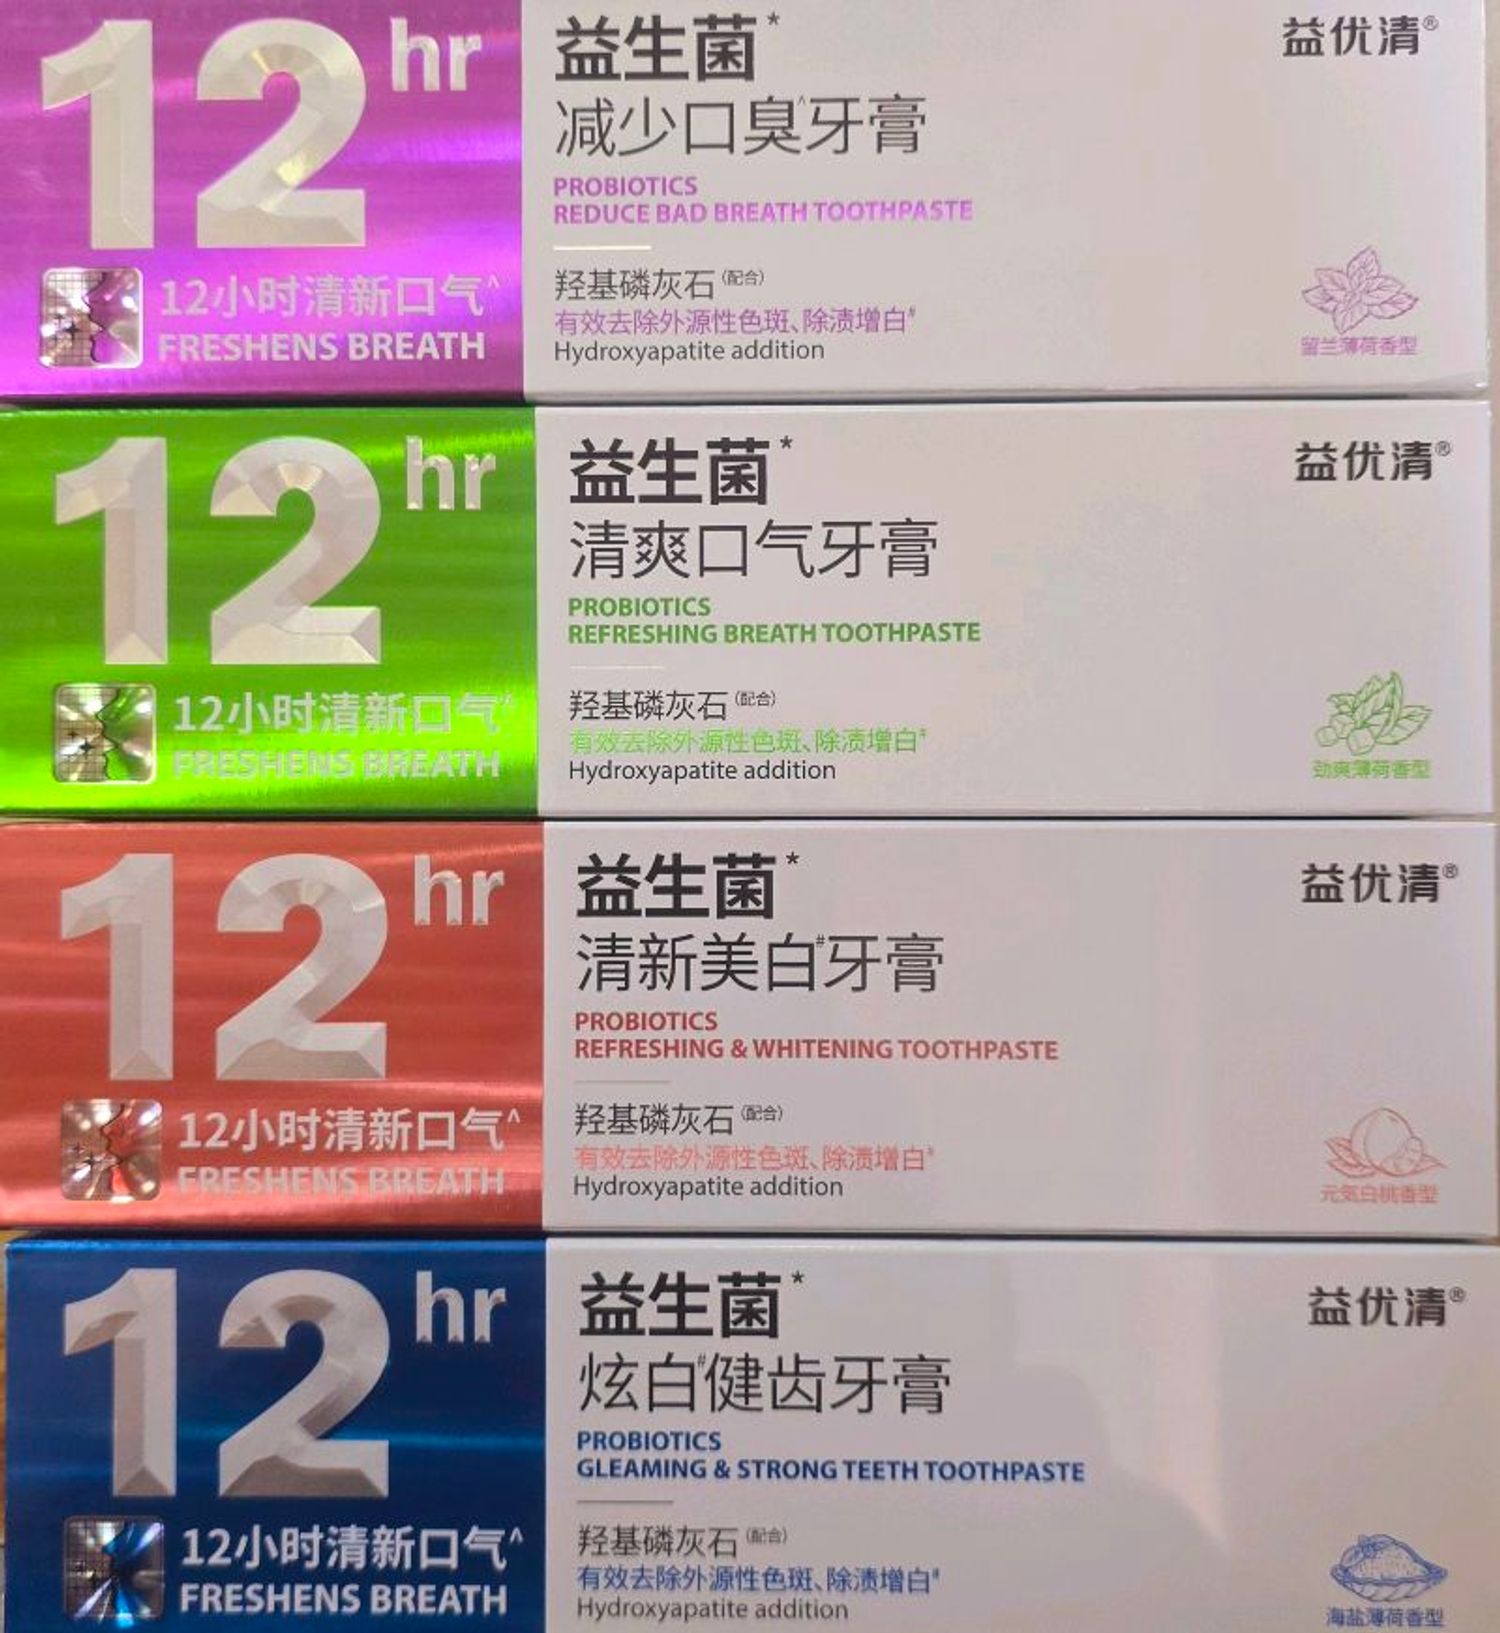 12hr
12小时清新口气^
FRESHENS BREATH
益生菌*
减少口臭^牙膏
PROBIOTICS
REDUCE BAD BREATH TOOTHPASTE
羟基磷灰石(配合)
有效去除外源性色斑、除渍增白#
Hydroxyapatite addition
益优清®
留兰薄荷香型
12hr
12小时清新口气^
FRESHENS BREATH
益生菌*
清爽口气牙膏
PROBIOTICS
REFRESHING BREATH TOOTHPASTE
羟基磷灰石(配合)
有效去除外源性色斑、除渍增白#
Hydroxyapatite addition
益优清®
劲爽薄荷香型
12hr
12小时清新口气^
FRESHENS BREATH
益生菌*
清新美白#牙膏
PROBIOTICS
REFRESHING & WHITENING TOOTHPASTE
羟基磷灰石(配合)
有效去除外源性色斑、除渍增白#
Hydroxyapatite addition
益优清®
元気白桃香型
12hr
12小时清新口气^
FRESHENS BREATH
益生菌*
炫白#健齿牙膏
PROBIOTICS
GLEAMING & STRONG TEETH TOOTHPASTE
羟基磷灰石(配合)
有效去除外源性色斑、除渍增白#
Hydroxyapatite addition
益优清®
海盐薄荷香型